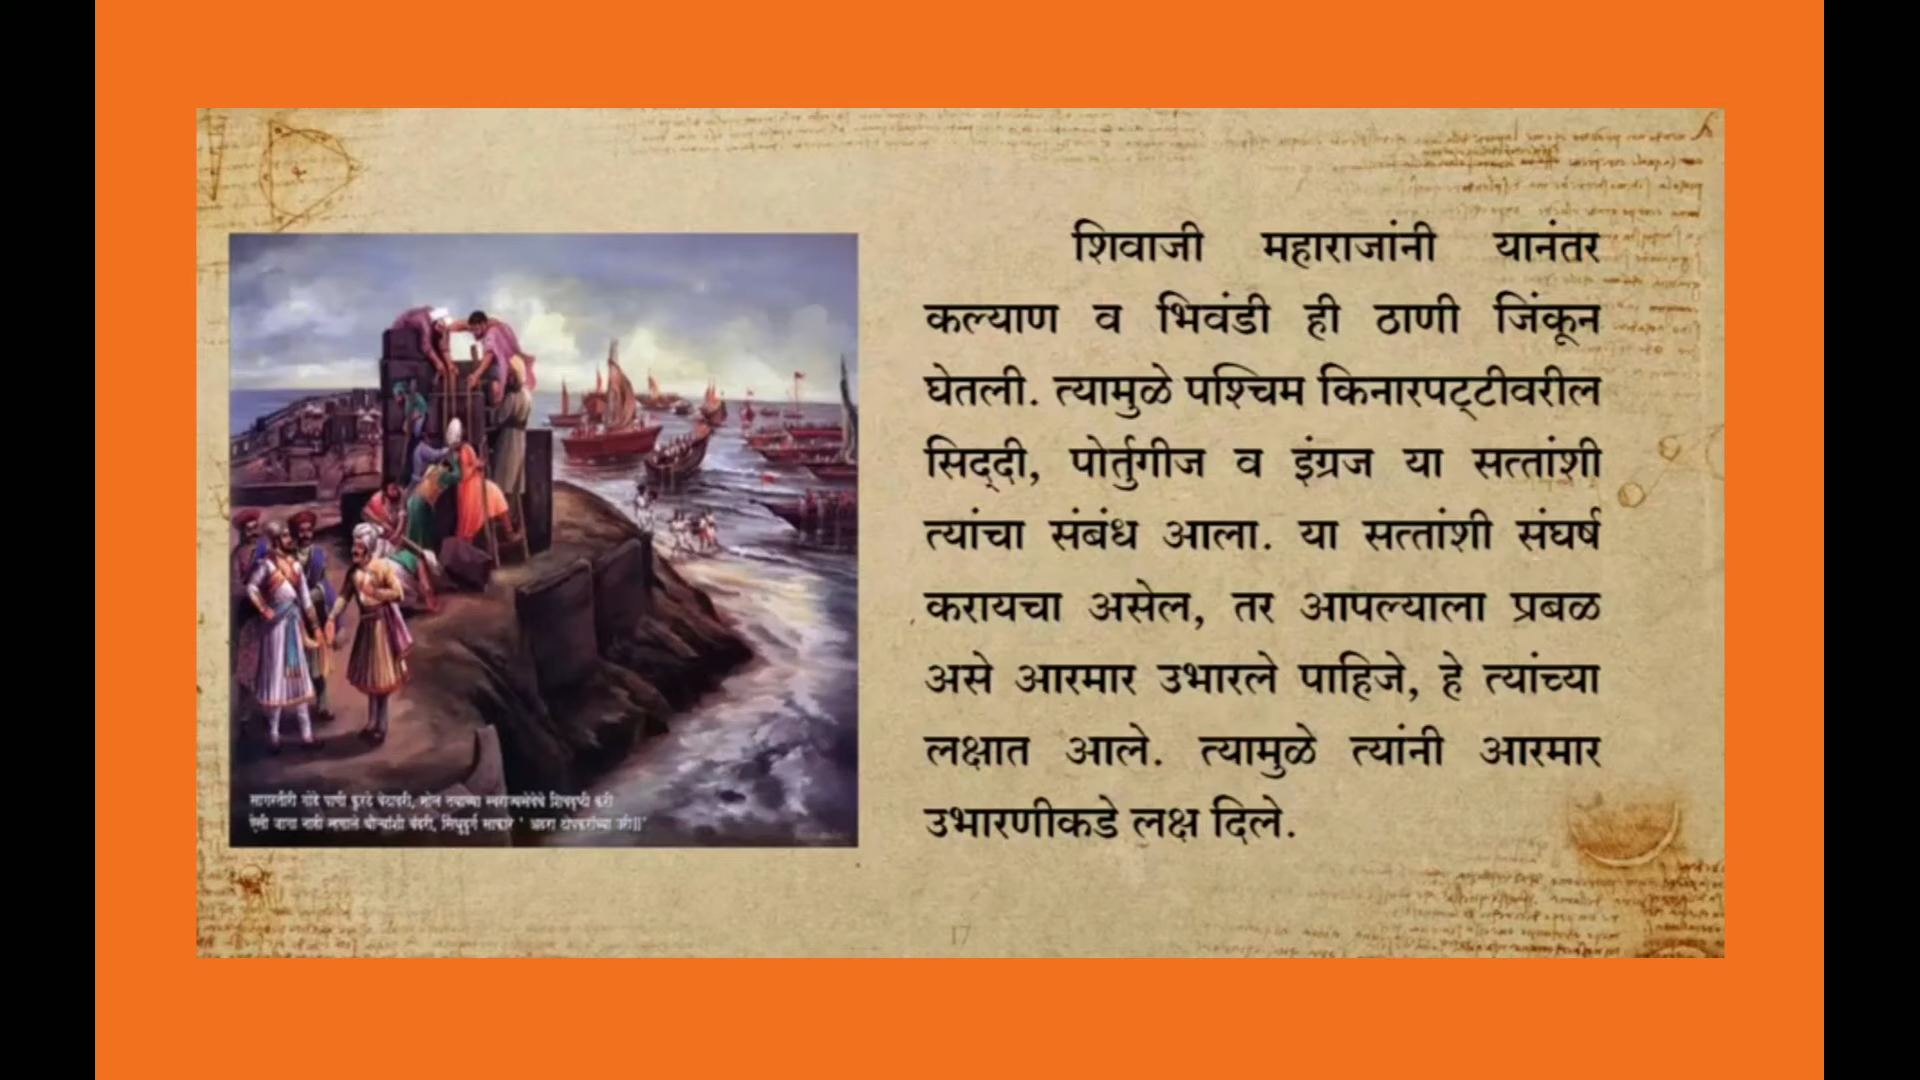 शिवाजी महाराजांनी यानंतर
कल्याण व भिवंडी ही ठाणी जिंकून
घेतली. त्यामुळे पश्चिम किनारपट्टीवरील
सिद्दी, पोर्तुगीज व इंग्रज या सत्तांशी
त्यांचा संबंध आला. या सत्तांशी संघर्ष
करायचा असेल, तर आपल्याला प्रबळ
असे आरमार उभारले पाहिजे, हे त्यांच्या
लक्षात आले. त्यामुळे त्यांनी आरमार
उभारणीकडे लक्ष दिले.
17